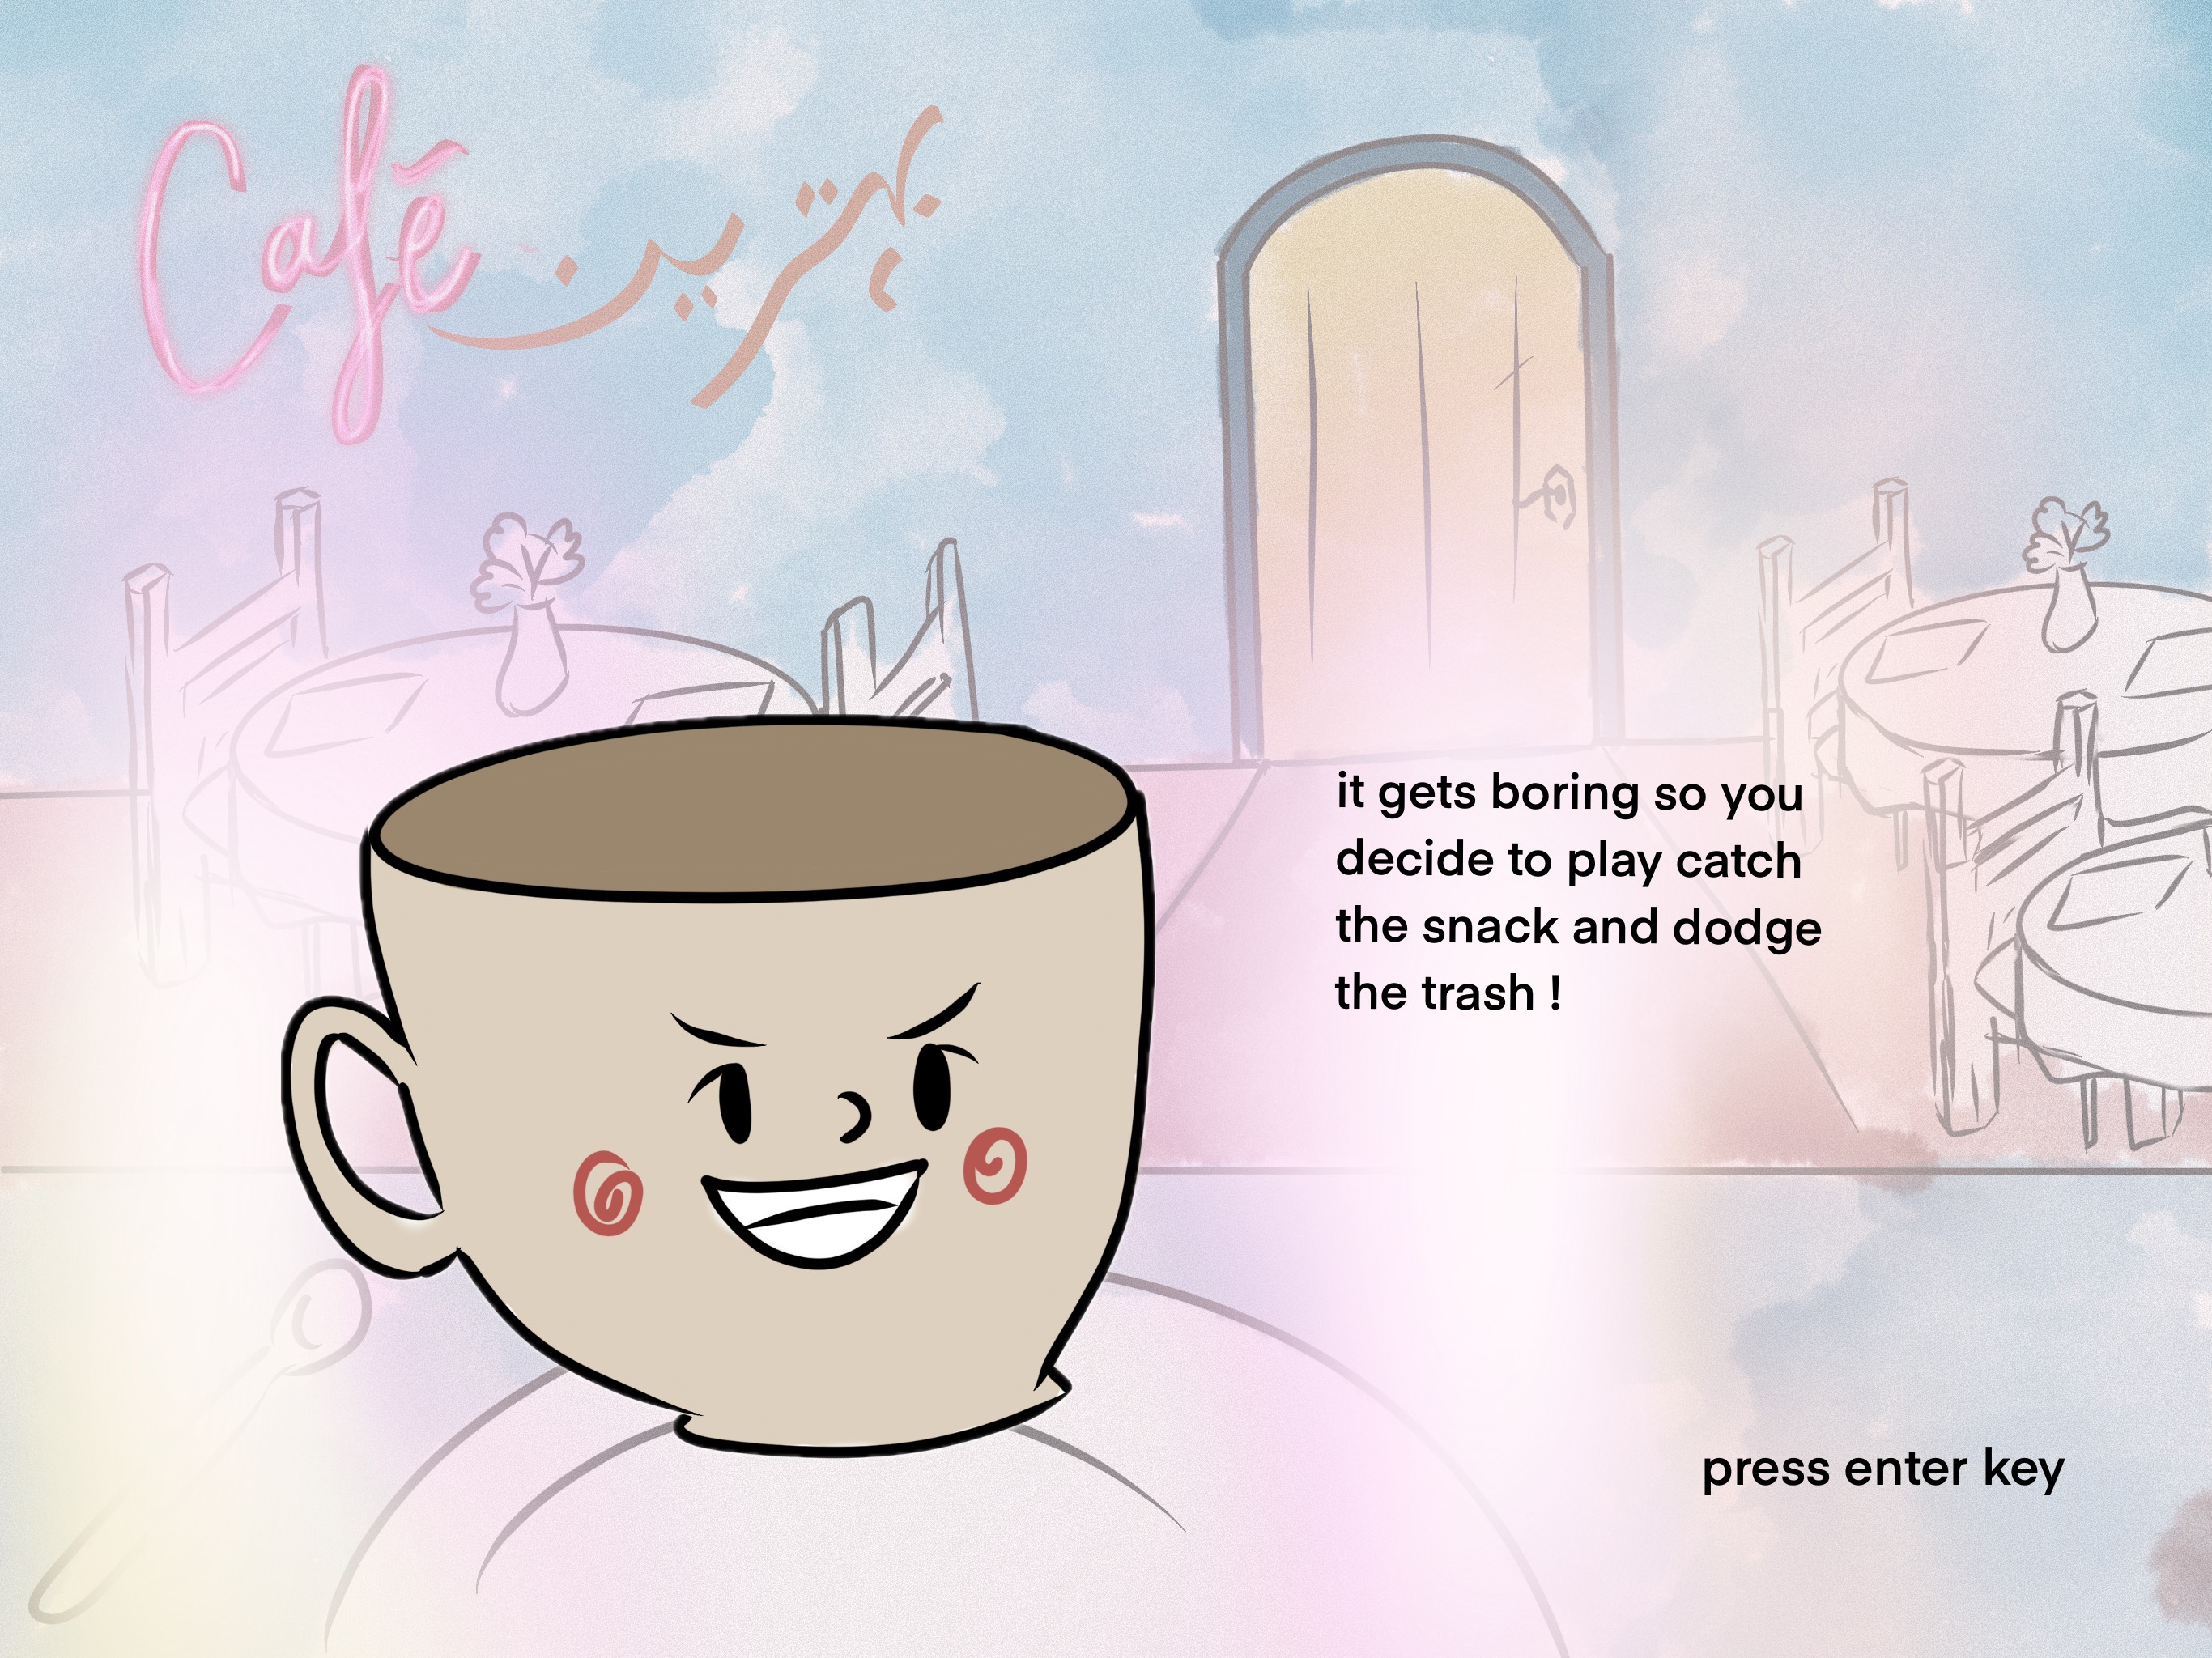 Café بہترین
it gets boring so you
decide to play catch
the snack and dodge
the trash !
press enter key